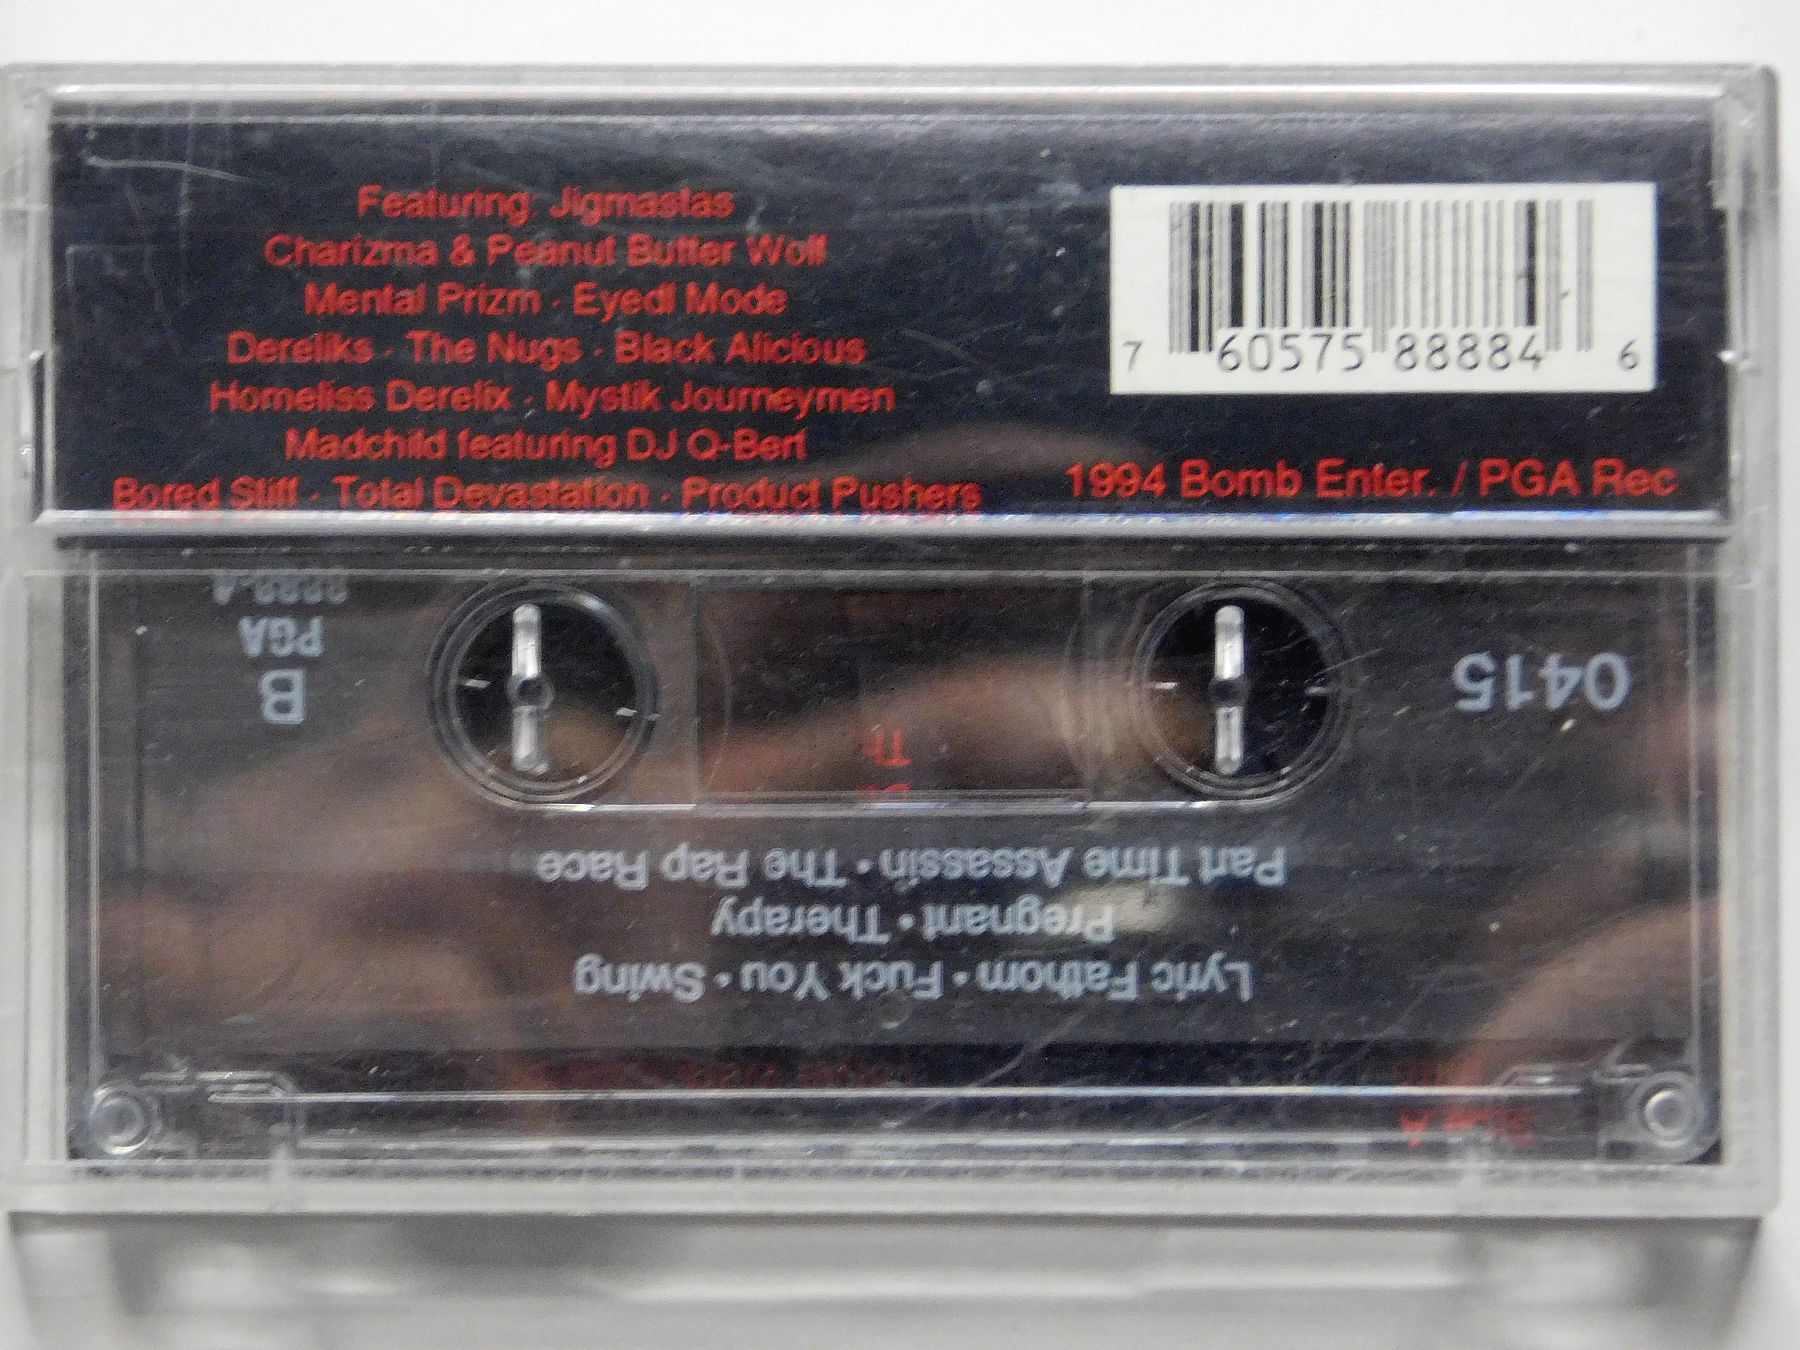 Featuring: Jigmastas
Charizma & Peanut Butter Wolf
Mental Prizm · Eyedl Mode
Dereliks · The Nugs · Black Alicious
Homeliss Derelix · Mystik Journeymen
Madchild featuring DJ Q-Bert
Bored Stiff · Total Devastation · Product Pushers
7 60575 88884 6
1994 Bomb Enter. / PGA Rec
Lyric Fathom • Fuck You • Swing
Pregnant • Therapy
Part Time Assassin • The Rap Race
0415
B
PGA
Side A